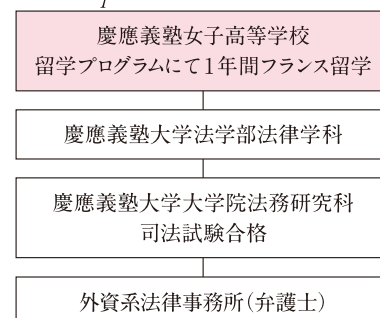 慶應義塾女子高等学校
留学プログラムにて1年間フランス留学
慶應義塾大学法学部法律学科
慶應義塾大学大学院法務研究科
司法試験合格
外資系法律事務所（弁護士）